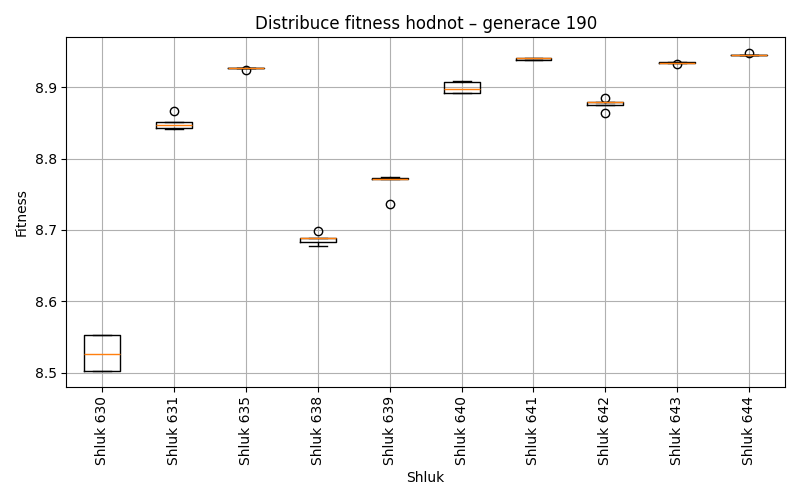 Distribuce fitness hodnot – generace 190
Fitness
8.9
8.8
8.7
8.6
8.5
Shluk 630
Shluk 631
Shluk 635
Shluk 638
Shluk 639
Shluk 640
Shluk 641
Shluk 642
Shluk 643
Shluk 644
Shluk